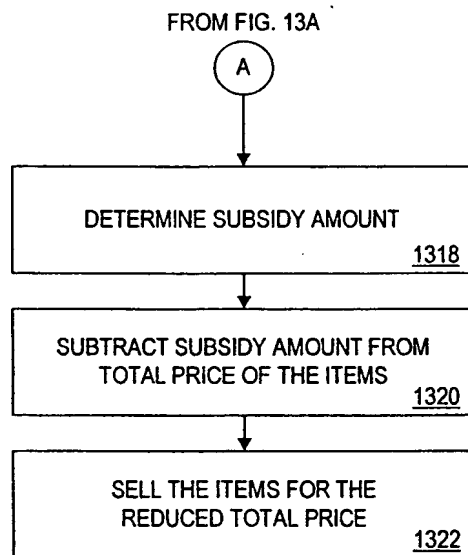 FROM FIG. 13A
A
DETERMINE SUBSIDY AMOUNT
1318
SUBTRACT SUBSIDY AMOUNT FROM
TOTAL PRICE OF THE ITEMS
1320
SELL THE ITEMS FOR THE
REDUCED TOTAL PRICE
1322